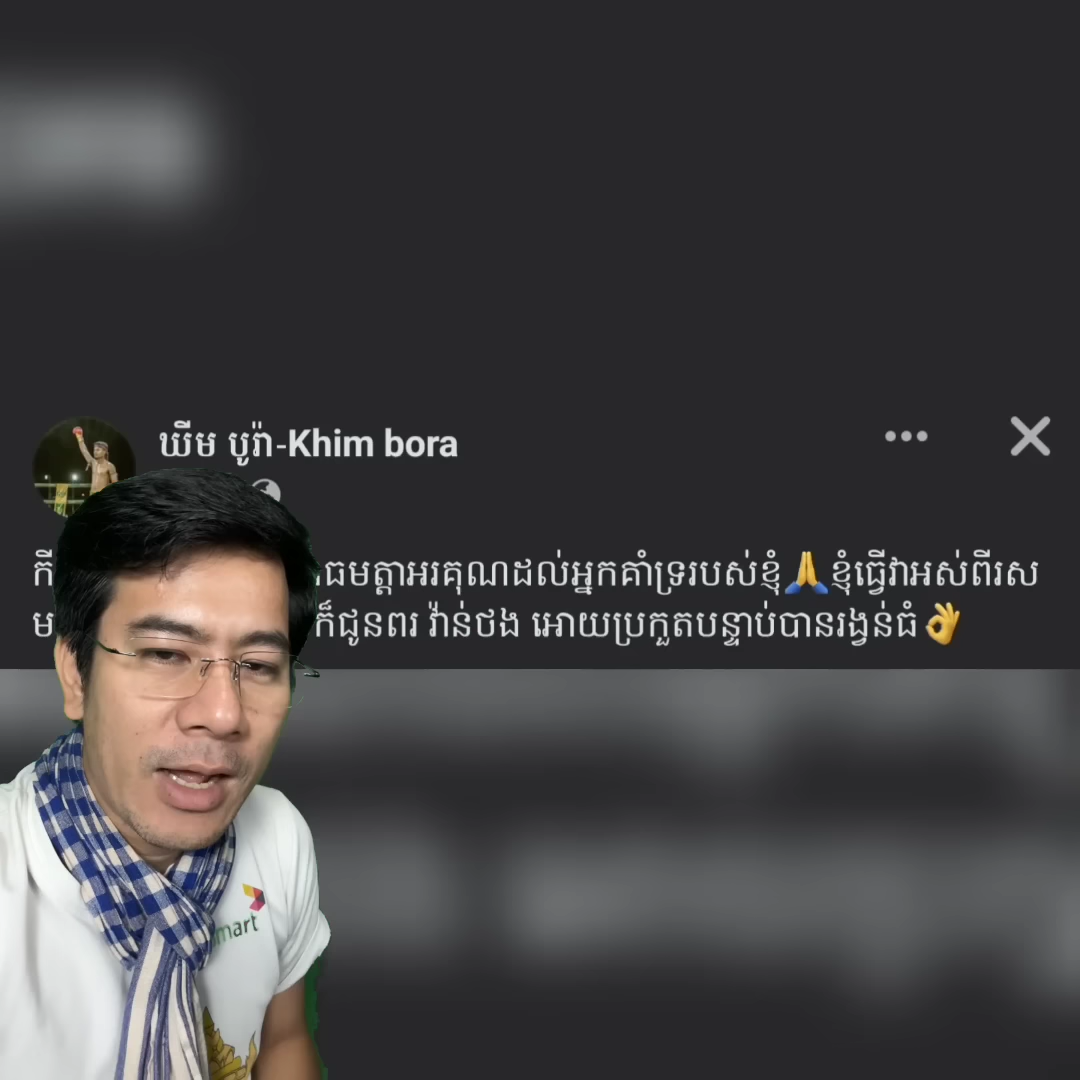 ឃីម បូរ៉ា-Khim bora
កី ធមត្តាអរគុណដល់អ្នកគាំទ្ររបស់ខ្ញុំ🙏ខ្ញុំធ្វើវាអស់ពីរស
ម ក៏ជូនពរ វ៉ាន់ថង អោយប្រកួតបន្ទាប់បានរង្វន់ធំ👌
mart